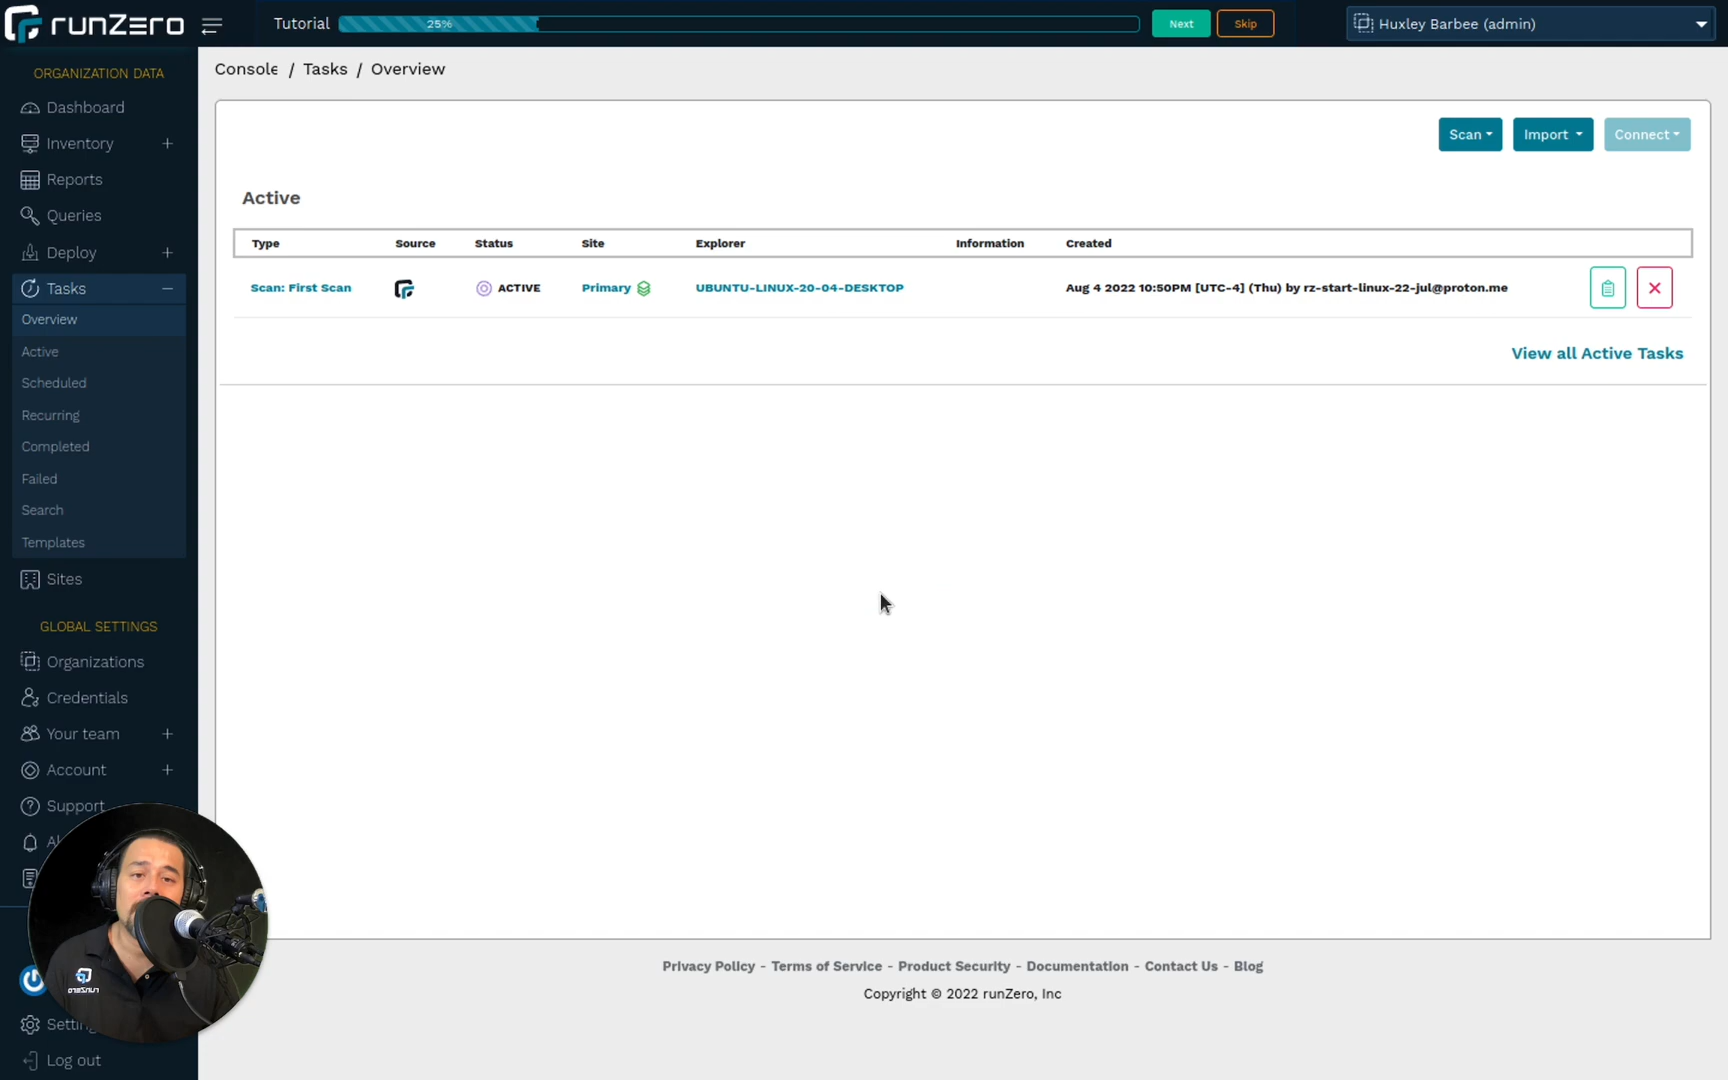 runZero
Tutorial
25%
Next
Skip
Huxley Barbee (admin)
ORGANIZATION DATA
Dashboard
Inventory +
Reports
Queries
Deploy +
Tasks −
Overview
Active
Scheduled
Recurring
Completed
Failed
Search
Templates
Sites
GLOBAL SETTINGS
Organizations
Credentials
Your team +
Account +
Support
Log out
Console / Tasks / Overview
Scan
Import
Connect
Active
Type Source Status Site Explorer Information Created
Scan: First Scan ACTIVE Primary UBUNTU-LINUX-20-04-DESKTOP Aug 4 2022 10:50PM [UTC-4] (Thu) by rz-start-linux-22-jul@proton.me
View all Active Tasks
Privacy Policy - Terms of Service - Product Security - Documentation - Contact Us - Blog
Copyright © 2022 runZero, Inc